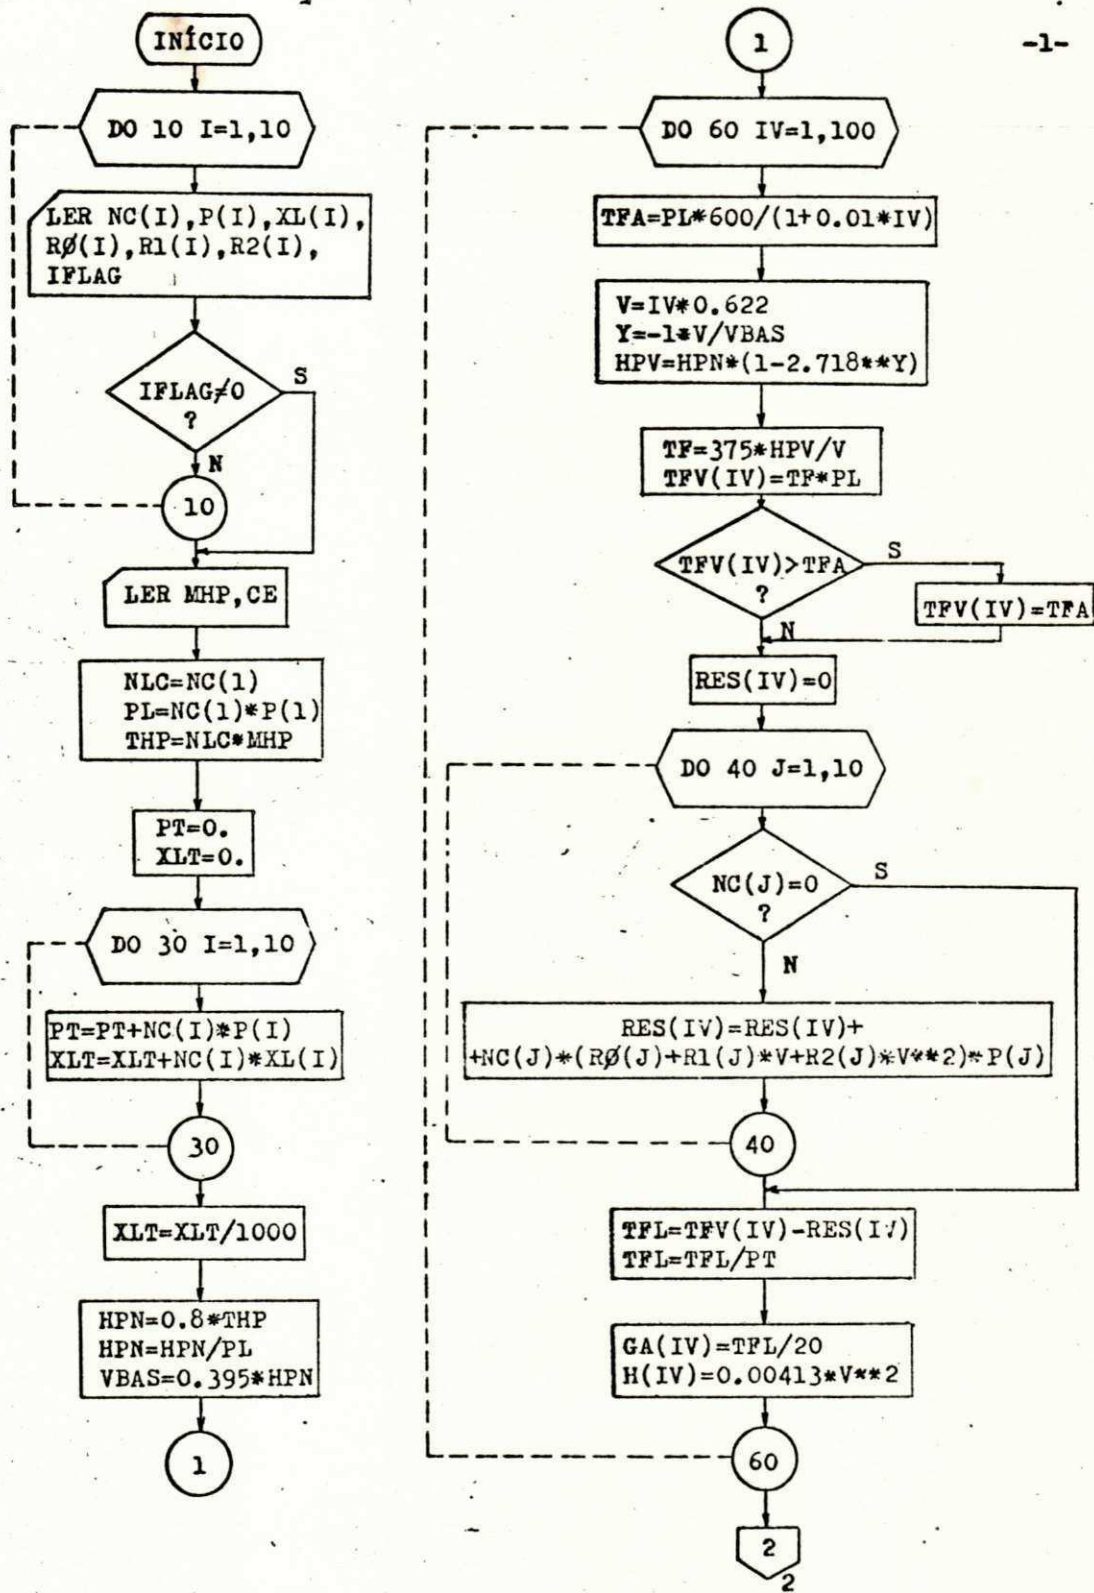 -1-
INÍCIO
DO 10 I=1,10
LER NC(I),P(I),XL(I),
RØ(I),R1(I),R2(I),
IFLAG
IFLAG≠0
?
S
N
10
LER MHP,CE
NLC=NC(1)
PL=NC(1)*P(1)
THP=NLC*MHP
PT=0.
XLT=0.
DO 30 I=1,10
PT=PT+NC(I)*P(I)
XLT=XLT+NC(I)*XL(I)
30
XLT=XLT/1000
HPN=0.8*THP
HPN=HPN/PL
VBAS=0.395*HPN
1
1
DO 60 IV=1,100
TFA=PL*600/(1+0.01*IV)
V=IV*0.622
Y=-1*V/VBAS
HPV=HPN*(1-2.718**Y)
TF=375*HPV/V
TFV(IV)=TF*PL
TFV(IV)>TFA
?
S
TFV(IV)=TFA
N
RES(IV)=0
DO 40 J=1,10
NC(J)=0
?
S
N
RES(IV)=RES(IV)+
+NC(J)*(RØ(J)+R1(J)*V+R2(J)*V**2)*P(J)
40
TFL=TFV(IV)-RES(IV)
TFL=TFL/PT
GA(IV)=TFL/20
H(IV)=0.00413*V**2
60
2
2